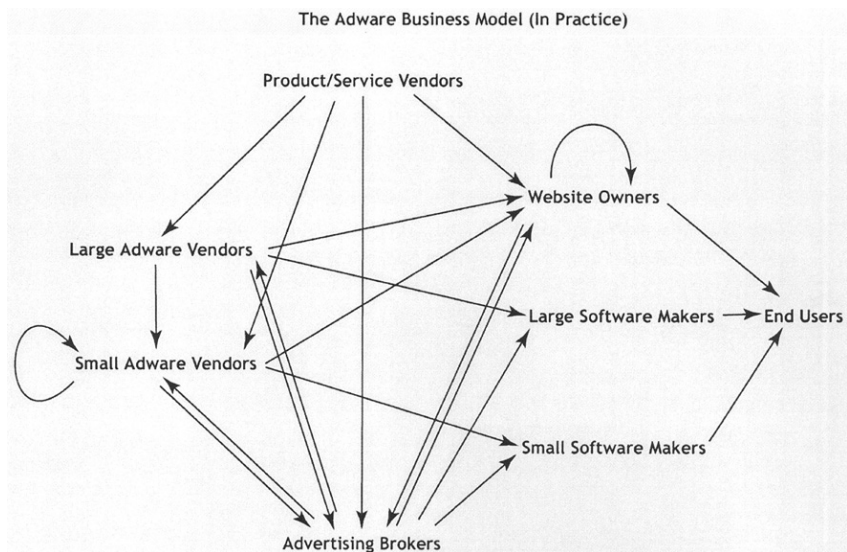 The Adware Business Model (In Practice)
Product/Service Vendors
Website Owners
Large Adware Vendors
Large Software Makers
End Users
Small Adware Vendors
Small Software Makers
Advertising Brokers